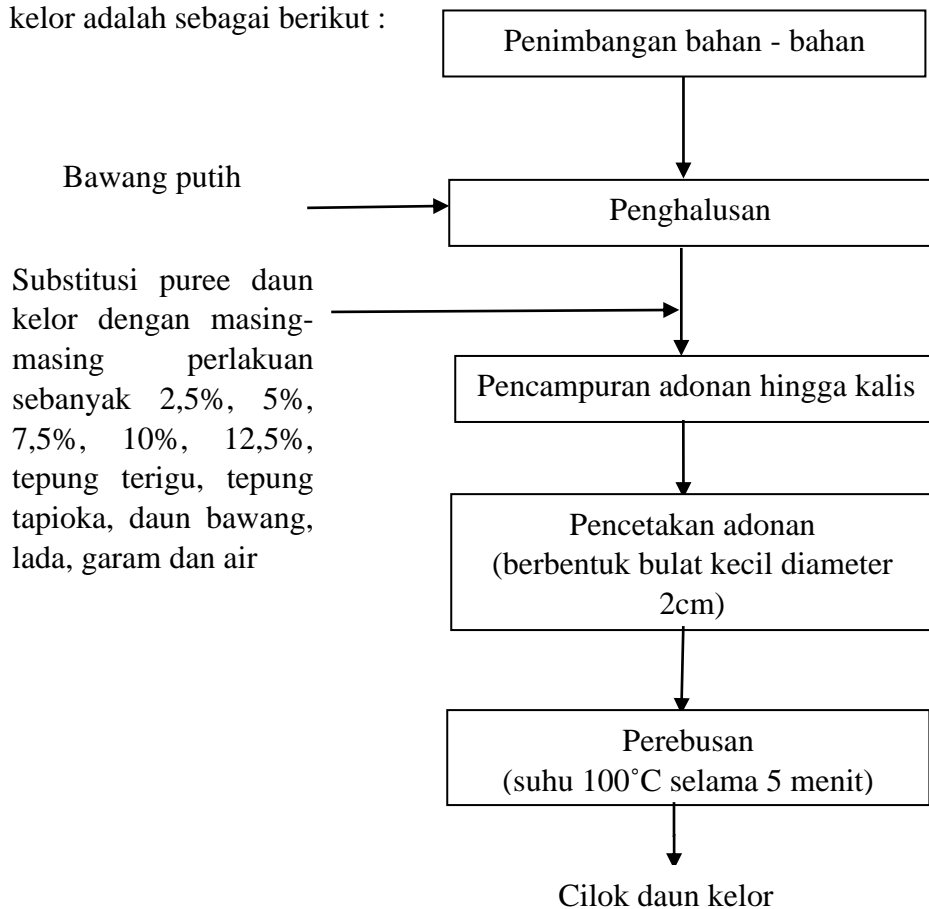 kelor adalah sebagai berikut :
Penimbangan bahan - bahan
Bawang putih
Penghalusan
Substitusi puree daun
kelor dengan masing-
masing perlakuan
sebanyak 2,5%, 5%,
7,5%, 10%, 12,5%,
tepung terigu, tepung
tapioka, daun bawang,
lada, garam dan air
Pencampuran adonan hingga kalis
Pencetakan adonan
(berbentuk bulat kecil diameter
2cm)
Perebusan
(suhu 100˚C selama 5 menit)
Cilok daun kelor